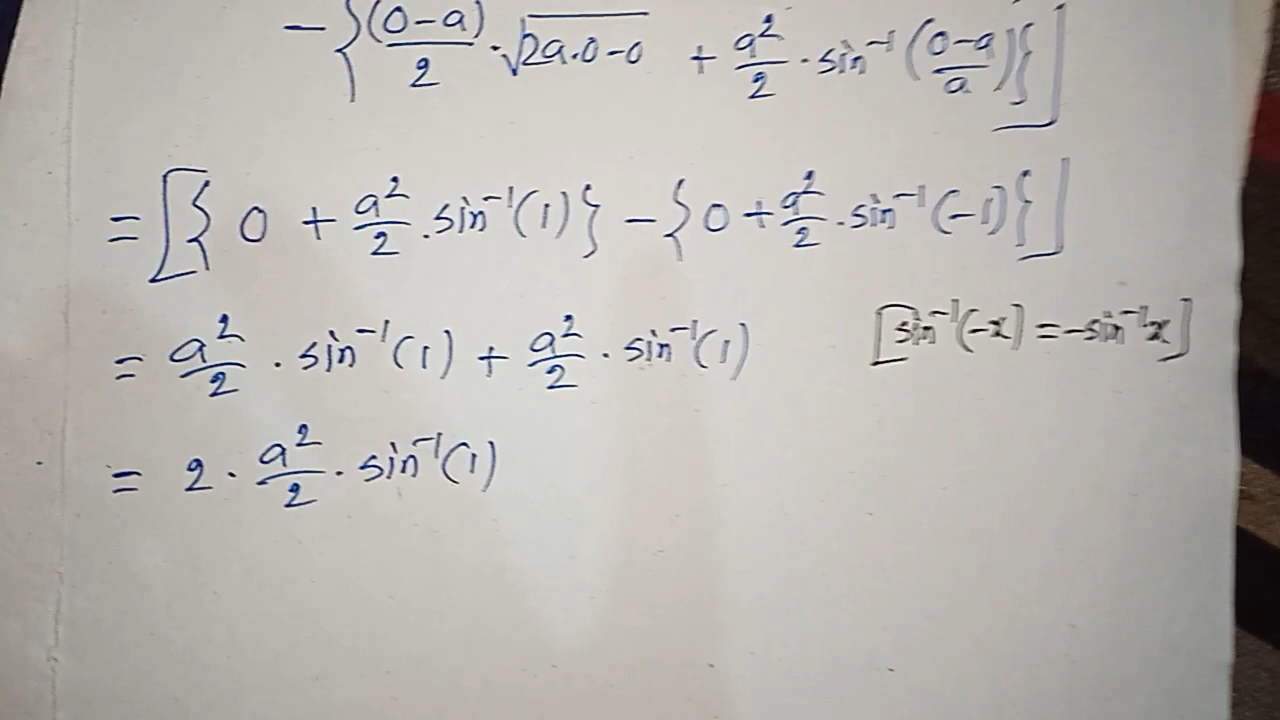 − { (0−a)/2 · √(2a.0−0) + a²/2 · sin⁻¹ ( (0−a)/a ) } ]
= [ { 0 + a²/2 . sin⁻¹(1) } − { 0 + a²/2 · sin⁻¹(−1) } ]
= a²/2 · sin⁻¹(1) + a²/2 · sin⁻¹(1) [sin⁻¹(−x) = −sin⁻¹x]
= 2 · a²/2 · sin⁻¹(1)